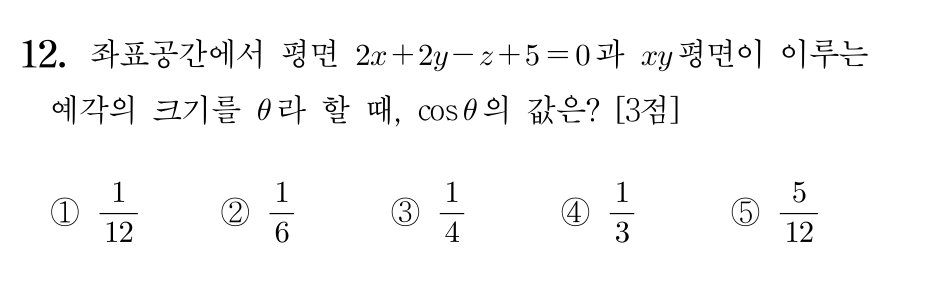 12. 좌표공간에서 평면 2x+2y−z+5=0과 xy평면이 이루는
예각의 크기를 θ라 할 때, cosθ의 값은? [3점]
① 1/12 ② 1/6 ③ 1/4 ④ 1/3 ⑤ 5/12